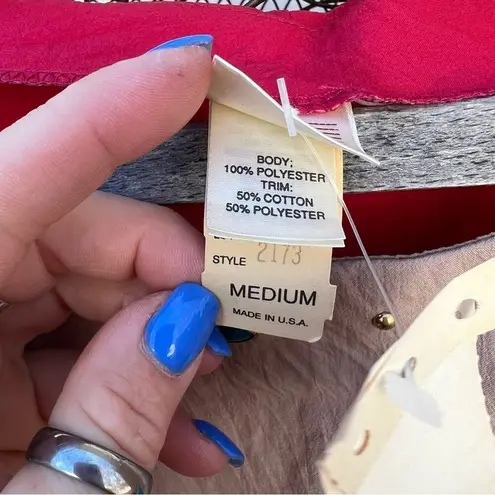 BODY;
100% POLYESTER
TRIM:
50% COTTON
50% POLYESTER
STYLE 2173
MEDIUM
MADE IN U.S.A.